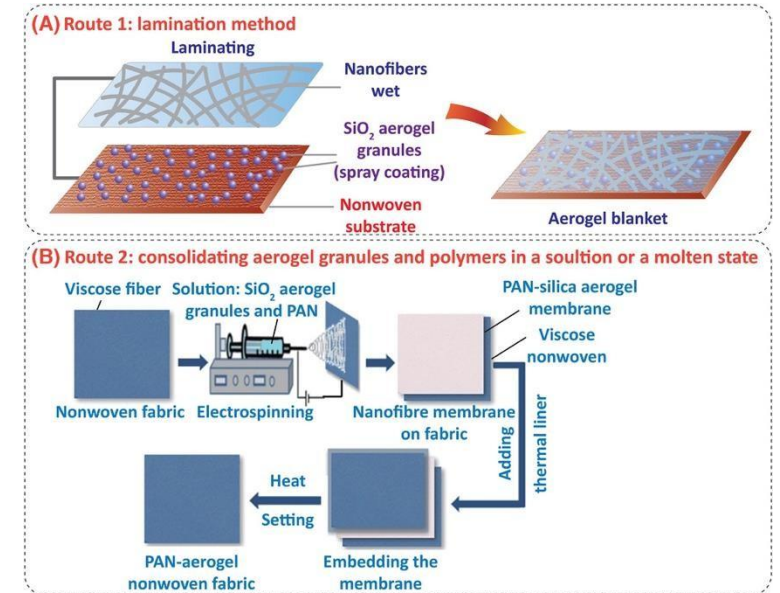 (A) Route 1: lamination method
Laminating
Nanofibers
wet
SiO₂ aerogel
granules
(spray coating)
Nonwoven
substrate
Aerogel blanket
(B) Route 2: consolidating aerogel granules and polymers in a soultion or a molten state
Viscose fiber
Solution: SiO₂ aerogel
granules and PAN
PAN-silica aerogel
membrane
Viscose
nonwoven
Nonwoven fabric
Electrospinning
Nanofibre membrane
on fabric
Adding
thermal liner
Heat
Setting
PAN-aerogel
nonwoven fabric
Embedding the
membrane